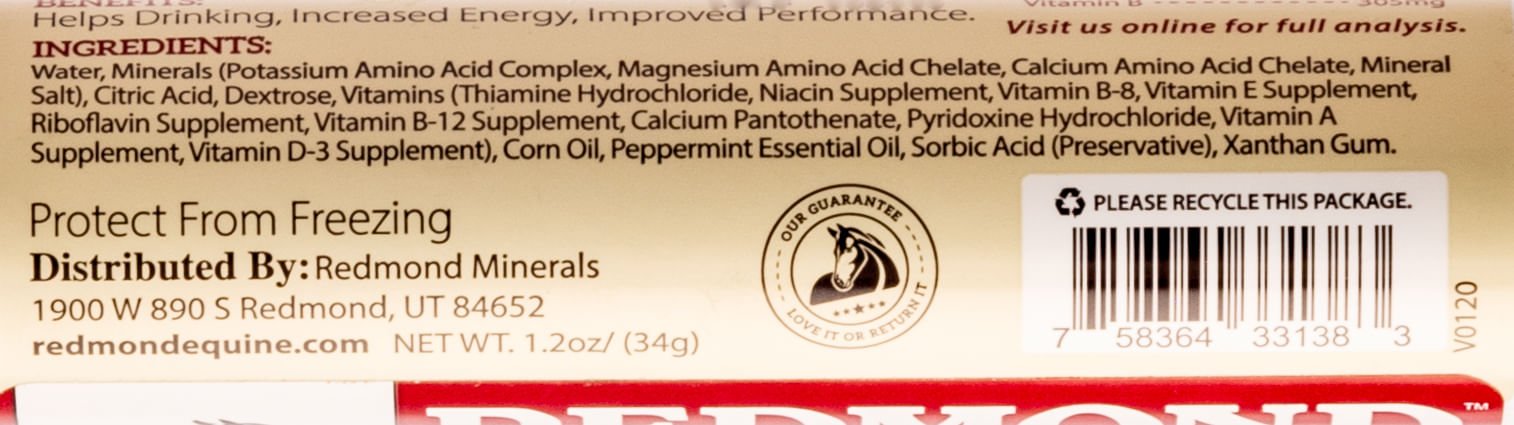 BENEFITS:
Helps Drinking, Increased Energy, Improved Performance.
Vitamin B - - - - - - - - - - - - - - - 305mg
Visit us online for full analysis.
INGREDIENTS:
Water, Minerals (Potassium Amino Acid Complex, Magnesium Amino Acid Chelate, Calcium Amino Acid Chelate, Mineral
Salt), Citric Acid, Dextrose, Vitamins (Thiamine Hydrochloride, Niacin Supplement, Vitamin B-8, Vitamin E Supplement,
Riboflavin Supplement, Vitamin B-12 Supplement, Calcium Pantothenate, Pyridoxine Hydrochloride, Vitamin A
Supplement, Vitamin D-3 Supplement), Corn Oil, Peppermint Essential Oil, Sorbic Acid (Preservative), Xanthan Gum.
Protect From Freezing
Distributed By: Redmond Minerals
1900 W 890 S Redmond, UT 84652
redmondequine.com NET WT. 1.2oz/ (34g)
OUR GUARANTEE
LOVE IT OR RETURN IT
PLEASE RECYCLE THIS PACKAGE.
7 58364 33138 3
V0120
REDMOND™